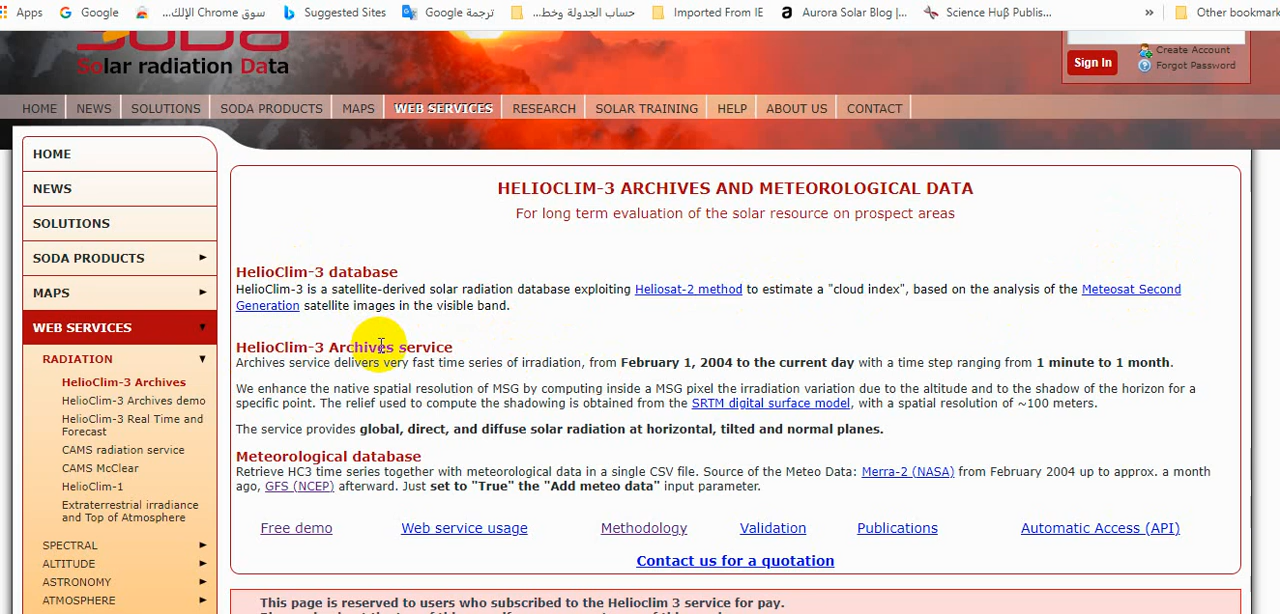 Apps Google سوق Chrome الإلك... Suggested Sites ترجمة Google حساب الجدولة وخط... Imported From IE Aurora Solar Blog |... Science Huβ Publis... » Other bookmark
SoDa
Solar radiation Data
Create Account
Sign In
Forgot Password
HOME NEWS SOLUTIONS SODA PRODUCTS MAPS WEB SERVICES RESEARCH SOLAR TRAINING HELP ABOUT US CONTACT
HOME
NEWS
SOLUTIONS
SODA PRODUCTS
MAPS
WEB SERVICES
RADIATION
HelioClim-3 Archives
HelioClim-3 Archives demo
HelioClim-3 Real Time and
Forecast
CAMS radiation service
CAMS McClear
HelioClim-1
Extraterrestrial irradiance
and Top of Atmosphere
SPECTRAL
ALTITUDE
ASTRONOMY
ATMOSPHERE
HELIOCLIM-3 ARCHIVES AND METEOROLOGICAL DATA
For long term evaluation of the solar resource on prospect areas
HelioClim-3 database
HelioClim-3 is a satellite-derived solar radiation database exploiting Heliosat-2 method to estimate a "cloud index", based on the analysis of the Meteosat Second
Generation satellite images in the visible band.
HelioClim-3 Archives service
Archives service delivers very fast time series of irradiation, from February 1, 2004 to the current day with a time step ranging from 1 minute to 1 month.
We enhance the native spatial resolution of MSG by computing inside a MSG pixel the irradiation variation due to the altitude and to the shadow of the horizon for a
specific point. The relief used to compute the shadowing is obtained from the SRTM digital surface model, with a spatial resolution of ~100 meters.
The service provides global, direct, and diffuse solar radiation at horizontal, tilted and normal planes.
Meteorological database
Retrieve HC3 time series together with meteorological data in a single CSV file. Source of the Meteo Data: Merra-2 (NASA) from February 2004 up to approx. a month
ago, GFS (NCEP) afterward. Just set to "True" the "Add meteo data" input parameter.
Free demo Web service usage Methodology Validation Publications Automatic Access (API)
Contact us for a quotation
This page is reserved to users who subscribed to the Helioclim 3 service for pay.